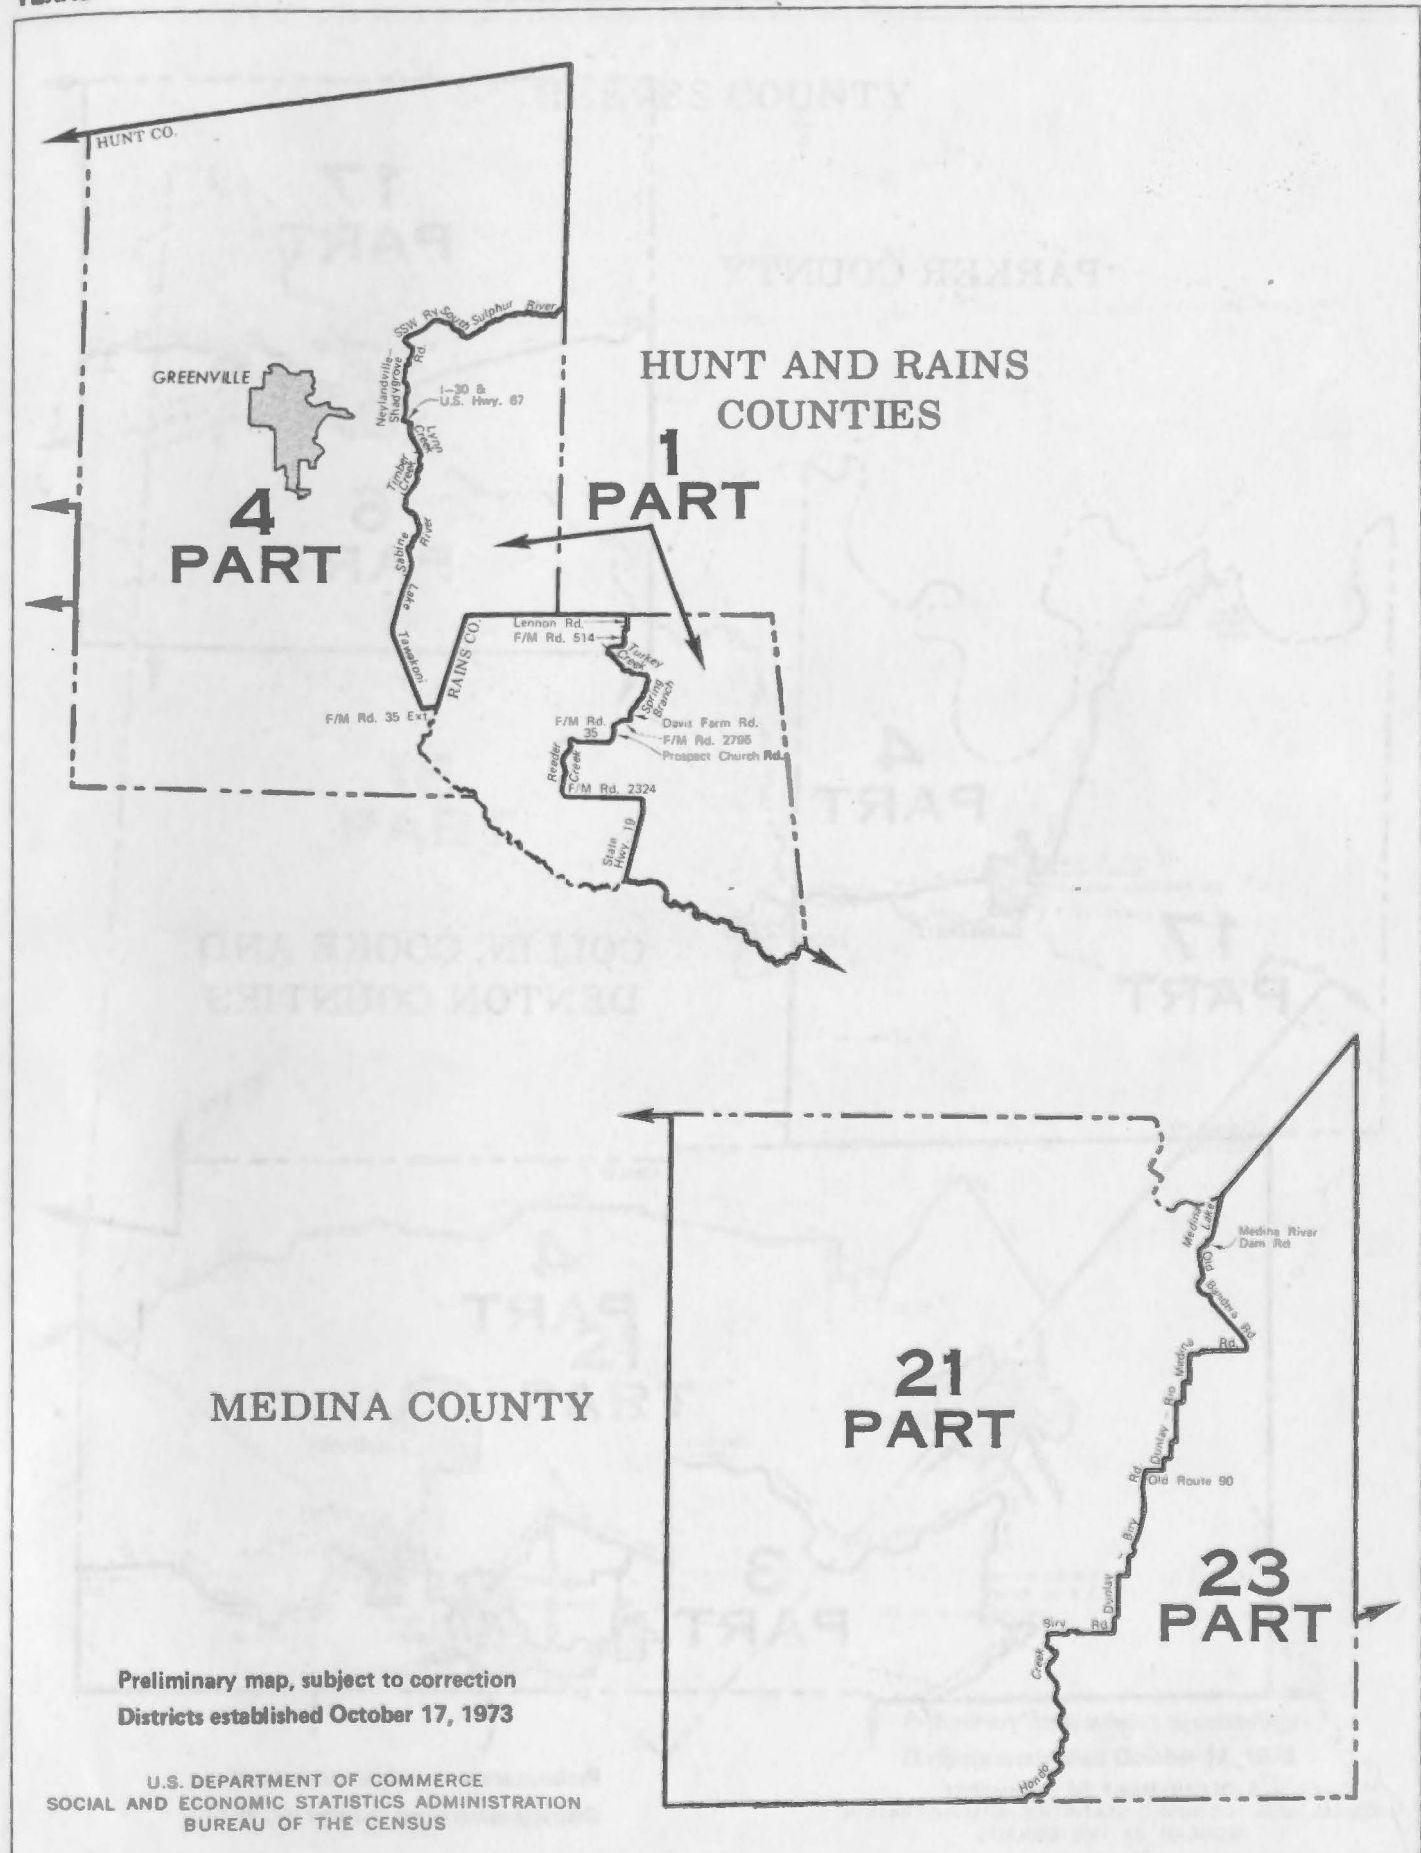 HUNT CO.
SSW Ry
South Sulphur River
Neylandville-
Shadygrove
Rd.
GREENVILLE
I-30 &
U.S. Hwy. 67
HUNT AND RAINS
COUNTIES
Lynn
Creek
Timber
Creek
1
PART
4
PART
Sabine
River
Lake
Tawakoni
F/M Rd. 35 Ext.
RAINS CO.
Lennon Rd.
F/M Rd. 514
Turkey
Creek
Spring
Branch
F/M Rd.
35
Davis Farm Rd.
F/M Rd. 2795
Prospect Church Rd.
Reeder
Creek
F/M Rd. 2324
State
Hwy. 19
Medina
Lake
Medina River
Dam Rd
Old Bandera Rd
Dunlay - Rio Medina Rd.
21
PART
MEDINA COUNTY
Old Route 90
Dunlay - Biry Rd.
23
PART
Biry Rd
Hondo Creek
Preliminary map, subject to correction
Districts established October 17, 1973
U.S. DEPARTMENT OF COMMERCE
SOCIAL AND ECONOMIC STATISTICS ADMINISTRATION
BUREAU OF THE CENSUS